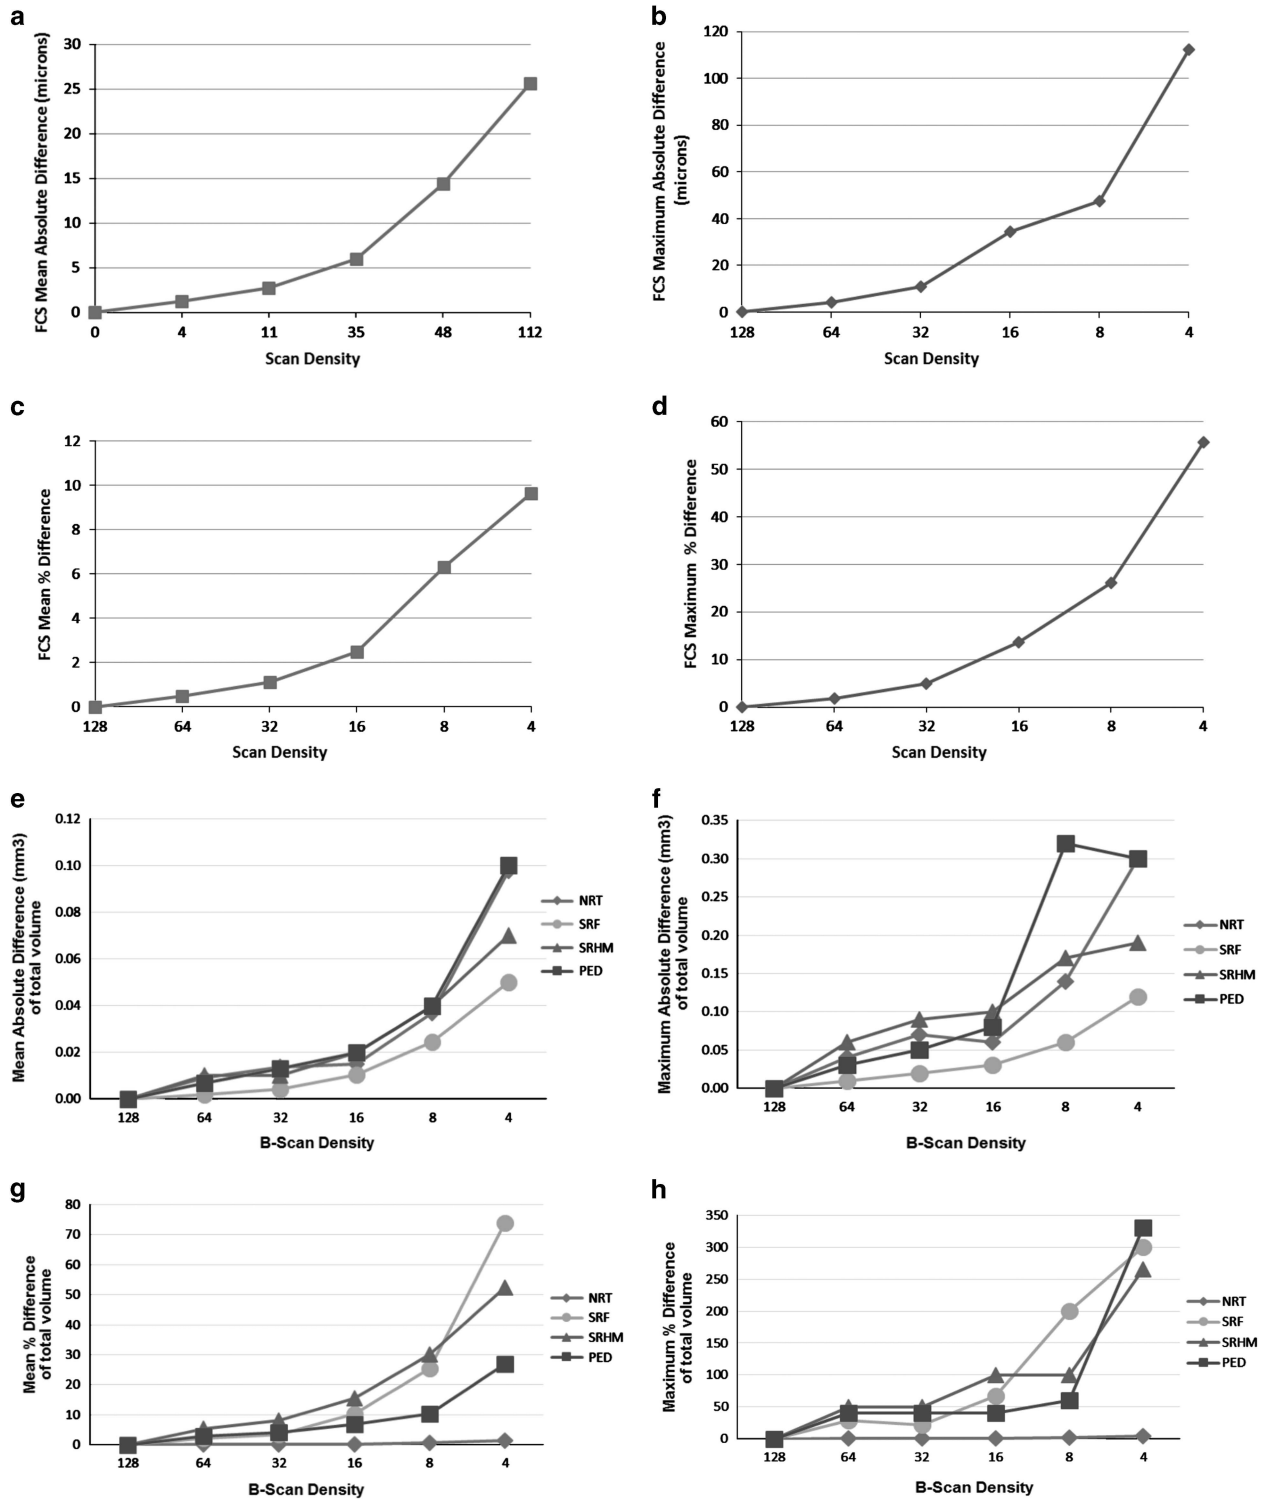 a
FCS Mean Absolute Difference (microns)
30
25
20
15
10
5
0
0 4 11 35 48 112
Scan Density
b
FCS Maximum Absolute Difference
(microns)
120
100
80
60
40
20
0
128 64 32 16 8 4
Scan Density
c
FCS Mean % Difference
12
10
8
6
4
2
0
128 64 32 16 8 4
Scan Density
d
FCS Maximum % Difference
60
50
40
30
20
10
0
128 64 32 16 8 4
Scan Density
e
Mean Absolute Difference (mm3)
of total volume
0.12
0.10
0.08
0.06
0.04
0.02
0.00
128 64 32 16 8 4
B-Scan Density
NRT
SRF
SRHM
PED
f
Maximum Absolute Difference (mm3)
of total volume
0.35
0.30
0.25
0.20
0.15
0.10
0.05
0.00
128 64 32 16 8 4
B-Scan Density
NRT
SRF
SRHM
PED
g
Mean % Difference
of total volume
80
70
60
50
40
30
20
10
0
128 64 32 16 8 4
B-Scan Density
NRT
SRF
SRHM
PED
h
Maximum % Difference
of total volume
350
300
250
200
150
100
50
0
128 64 32 16 8 4
B-Scan Density
NRT
SRF
SRHM
PED